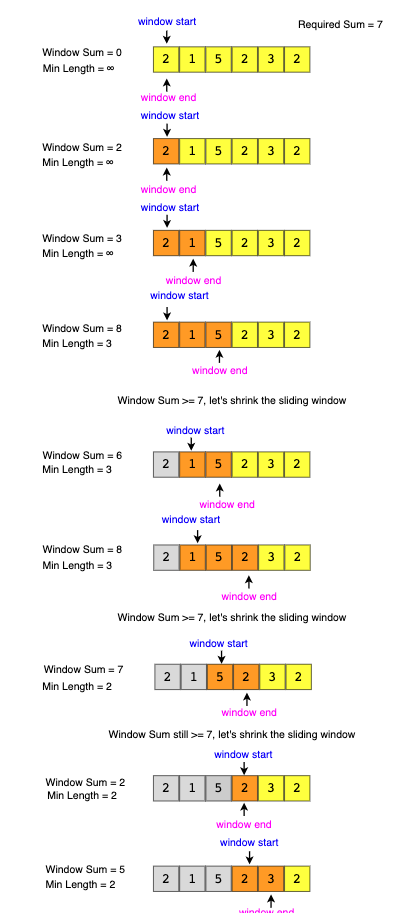 window start
Required Sum = 7
Window Sum = 0
Min Length = ∞
2 1 5 2 3 2
window end
window start
Window Sum = 2
Min Length = ∞
2 1 5 2 3 2
window end
window start
Window Sum = 3
Min Length = ∞
2 1 5 2 3 2
window end
window start
Window Sum = 8
Min Length = 3
2 1 5 2 3 2
window end
Window Sum >= 7, let's shrink the sliding window
window start
Window Sum = 6
Min Length = 3
2 1 5 2 3 2
window end
window start
Window Sum = 8
Min Length = 3
2 1 5 2 3 2
window end
Window Sum >= 7, let's shrink the sliding window
window start
Window Sum = 7
Min Length = 2
2 1 5 2 3 2
window end
Window Sum still >= 7, let's shrink the sliding window
window start
Window Sum = 2
Min Length = 2
2 1 5 2 3 2
window end
window start
Window Sum = 5
Min Length = 2
2 1 5 2 3 2
window end